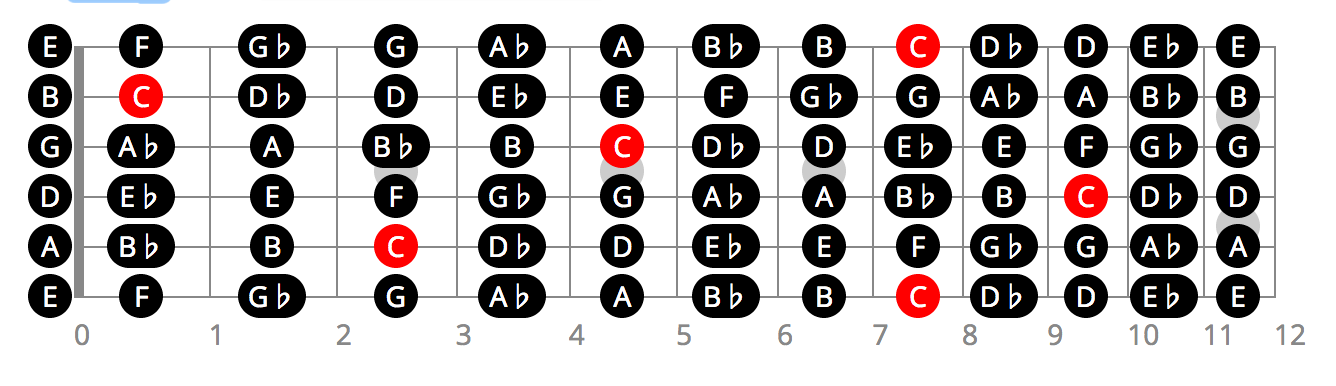 E F G♭ G A♭ A B♭ B C D♭ D E♭ E
B C D♭ D E♭ E F G♭ G A♭ A B♭ B
G A♭ A B♭ B C D♭ D E♭ E F G♭ G
D E♭ E F G♭ G A♭ A B♭ B C D♭ D
A B♭ B C D♭ D E♭ E F G♭ G A♭ A
E F G♭ G A♭ A B♭ B C D♭ D E♭ E
0 1 2 3 4 5 6 7 8 9 10 11 12